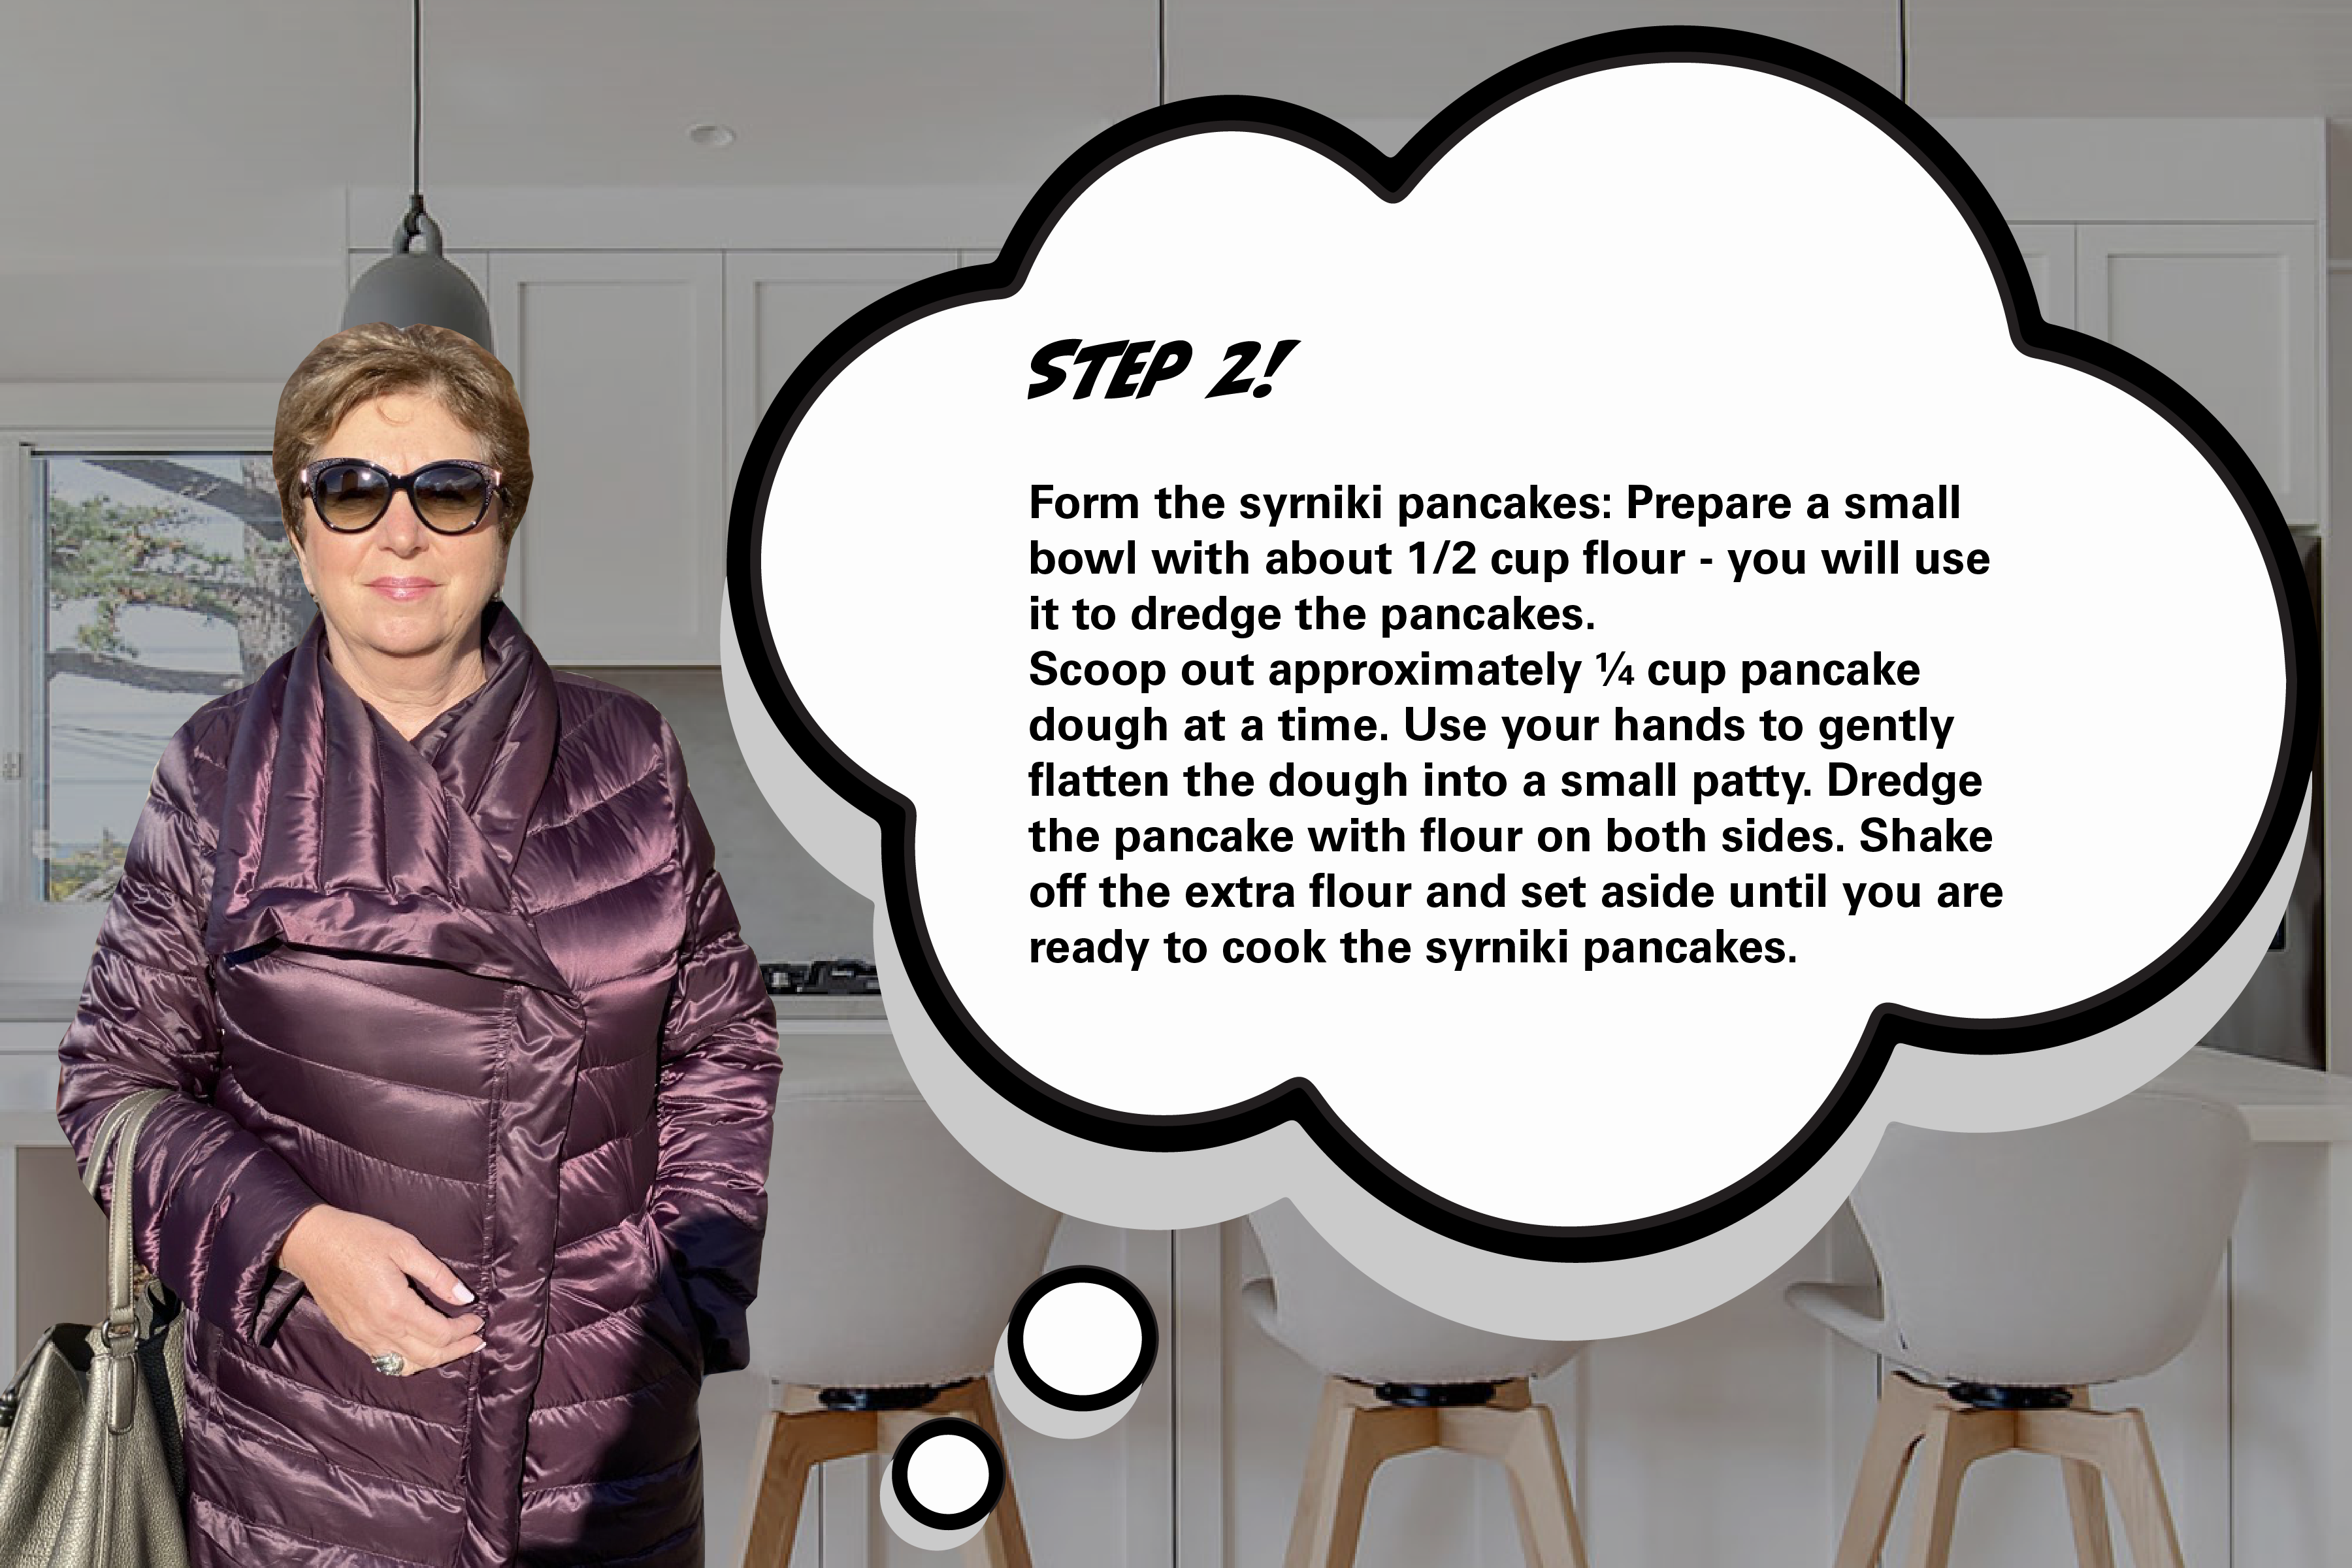 STEP 2!
Form the syrniki pancakes: Prepare a small
bowl with about 1/2 cup flour - you will use
it to dredge the pancakes.
Scoop out approximately ¼ cup pancake
dough at a time. Use your hands to gently
flatten the dough into a small patty. Dredge
the pancake with flour on both sides. Shake
off the extra flour and set aside until you are
ready to cook the syrniki pancakes.